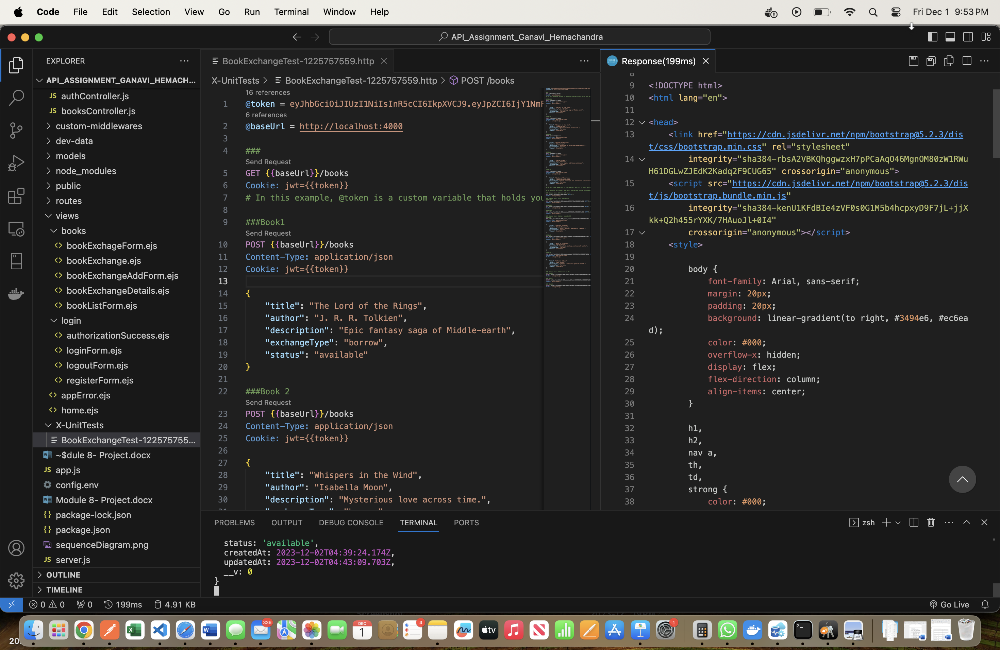 Code File Edit Selection View Go Run Terminal Window Help Fri Dec 1 9:53 PM
API_Assignment_Ganavi_Hemachandra
EXPLORER
API_ASSIGNMENT_GANAVI_HEMACH...
JS authController.js
JS booksController.js
custom-middlewares
dev-data
models
node_modules
public
routes
views
books
bookExchageForm.ejs
bookExchange.ejs
bookExchangeAddForm.ejs
bookExchangeDetails.ejs
bookListForm.ejs
login
authorizationSuccess.ejs
loginForm.ejs
logoutForm.ejs
registerForm.ejs
appError.ejs
home.ejs
X-UnitTests
BookExchangeTest-122575755...
~$dule 8- Project.docx
JS app.js
config.env
Module 8- Project.docx
{} package-lock.json
{} package.json
sequenceDiagram.png
JS server.js
OUTLINE
TIMELINE
BookExchangeTest-1225757559.http
X-UnitTests > BookExchangeTest-1225757559.http > POST /books
16 references
1 @token = eyJhbGciOiJIUzI1NiIsInR5cCI6IkpXVCJ9.eyJpZCI6IjY1NmF
6 references
2 @baseUrl = http://localhost:4000
3
4 ###
Send Request
5 GET {{baseUrl}}/books
6 Cookie: jwt={{token}}
7 # In this example, @token is a custom variable that holds you
8
9 ###Book1
Send Request
10 POST {{baseUrl}}/books
11 Content-Type: application/json
12 Cookie: jwt={{token}}
13
14 {
15 "title": "The Lord of the Rings",
16 "author": "J. R. R. Tolkien",
17 "description": "Epic fantasy saga of Middle-earth",
18 "exchangeType": "borrow",
19 "status": "available"
20 }
21
22 ###Book 2
Send Request
23 POST {{baseUrl}}/books
24 Content-Type: application/json
25 Cookie: jwt={{token}}
26
27 {
28 "title": "Whispers in the Wind",
29 "author": "Isabella Moon",
30 "description": "Mysterious love across time.",
Response(199ms)
8
9 <!DOCTYPE html>
10 <html lang="en">
11
12 <head>
13 <link href="https://cdn.jsdelivr.net/npm/bootstrap@5.2.3/dis
t/css/bootstrap.min.css" rel="stylesheet"
14 integrity="sha384-rbsA2VBKQhggwzxH7pPCaAqO46MgnOM80zW1RWu
H61DGLwZJEdK2Kadq2F9CUG65" crossorigin="anonymous">
15 <script src="https://cdn.jsdelivr.net/npm/bootstrap@5.2.3/dis
t/js/bootstrap.bundle.min.js"
16 integrity="sha384-kenU1KFdBIe4zVF0s0G1M5b4hcpxyD9F7jL+jjX
kk+Q2h455rYXK/7HAuoJl+0I4"
17 crossorigin="anonymous"></script>
18 <style>
19
20 body {
21 font-family: Arial, sans-serif;
22 margin: 20px;
23 padding: 20px;
24 background: linear-gradient(to right, #3494e6, #ec6ea
d);
25 color: #000;
26 overflow-x: hidden;
27 display: flex;
28 flex-direction: column;
29 align-items: center;
30 }
31
32 h1,
33 h2,
34 nav a,
35 th,
36 td,
37 strong {
38 color: #000;
PROBLEMS OUTPUT DEBUG CONSOLE TERMINAL PORTS zsh
status: 'available',
createdAt: 2023-12-02T04:39:24.174Z,
updatedAt: 2023-12-02T04:43:09.703Z,
__v: 0
}
0 0 0 199ms 4.91 KB Go Live
336
DEC
1
4
tv
1
20